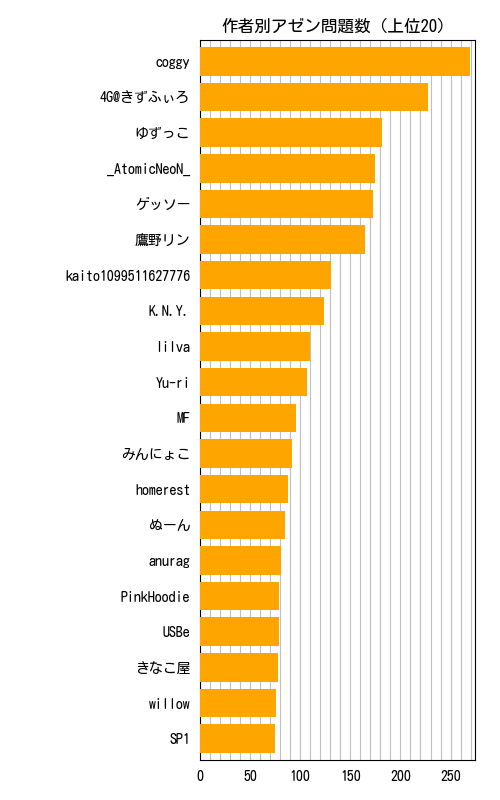 作者別アゼン問題数（上位20）
coggy
4G@きずふぃろ
ゆずっこ
_AtomicNeoN_
ゲッソー
鷹野リン
kaito1099511627776
K.N.Y.
lilva
Yu-ri
MF
みんにょこ
homerest
ぬーん
anurag
PinkHoodie
USBe
きなこ屋
willow
SP1
0 50 100 150 200 250